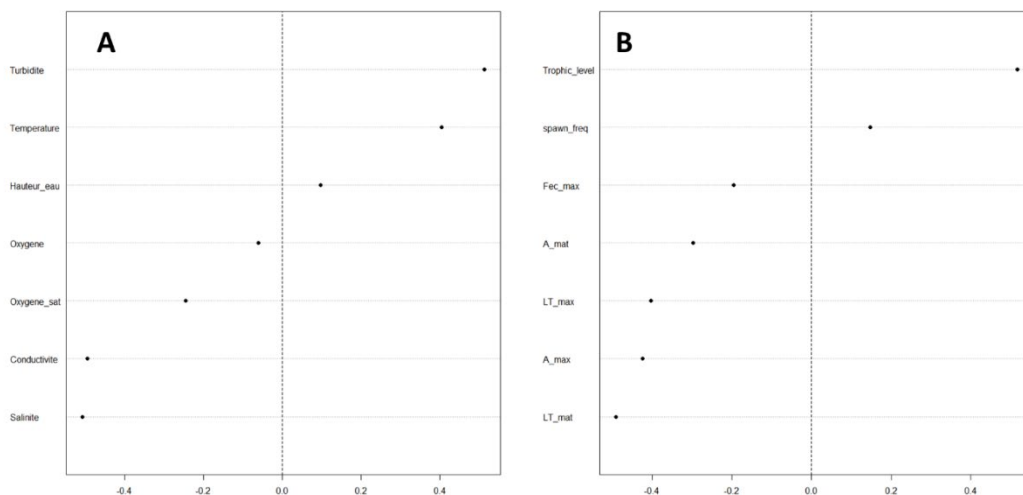 A
Turbidite
Temperature
Hauteur_eau
Oxygene
Oxygene_sat
Conductivite
Salinite
-0.4 -0.2 0.0 0.2 0.4
B
Trophic_level
spawn_freq
Fec_max
A_mat
LT_max
A_max
LT_mat
-0.4 -0.2 0.0 0.2 0.4